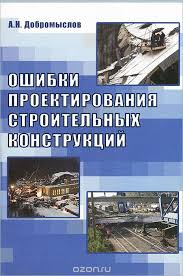 А.Н. Добромыслов
ОШИБКИ
ПРОЕКТИРОВАНИЯ
СТРОИТЕЛЬНЫХ
КОНСТРУКЦИЙ
ozon.ru